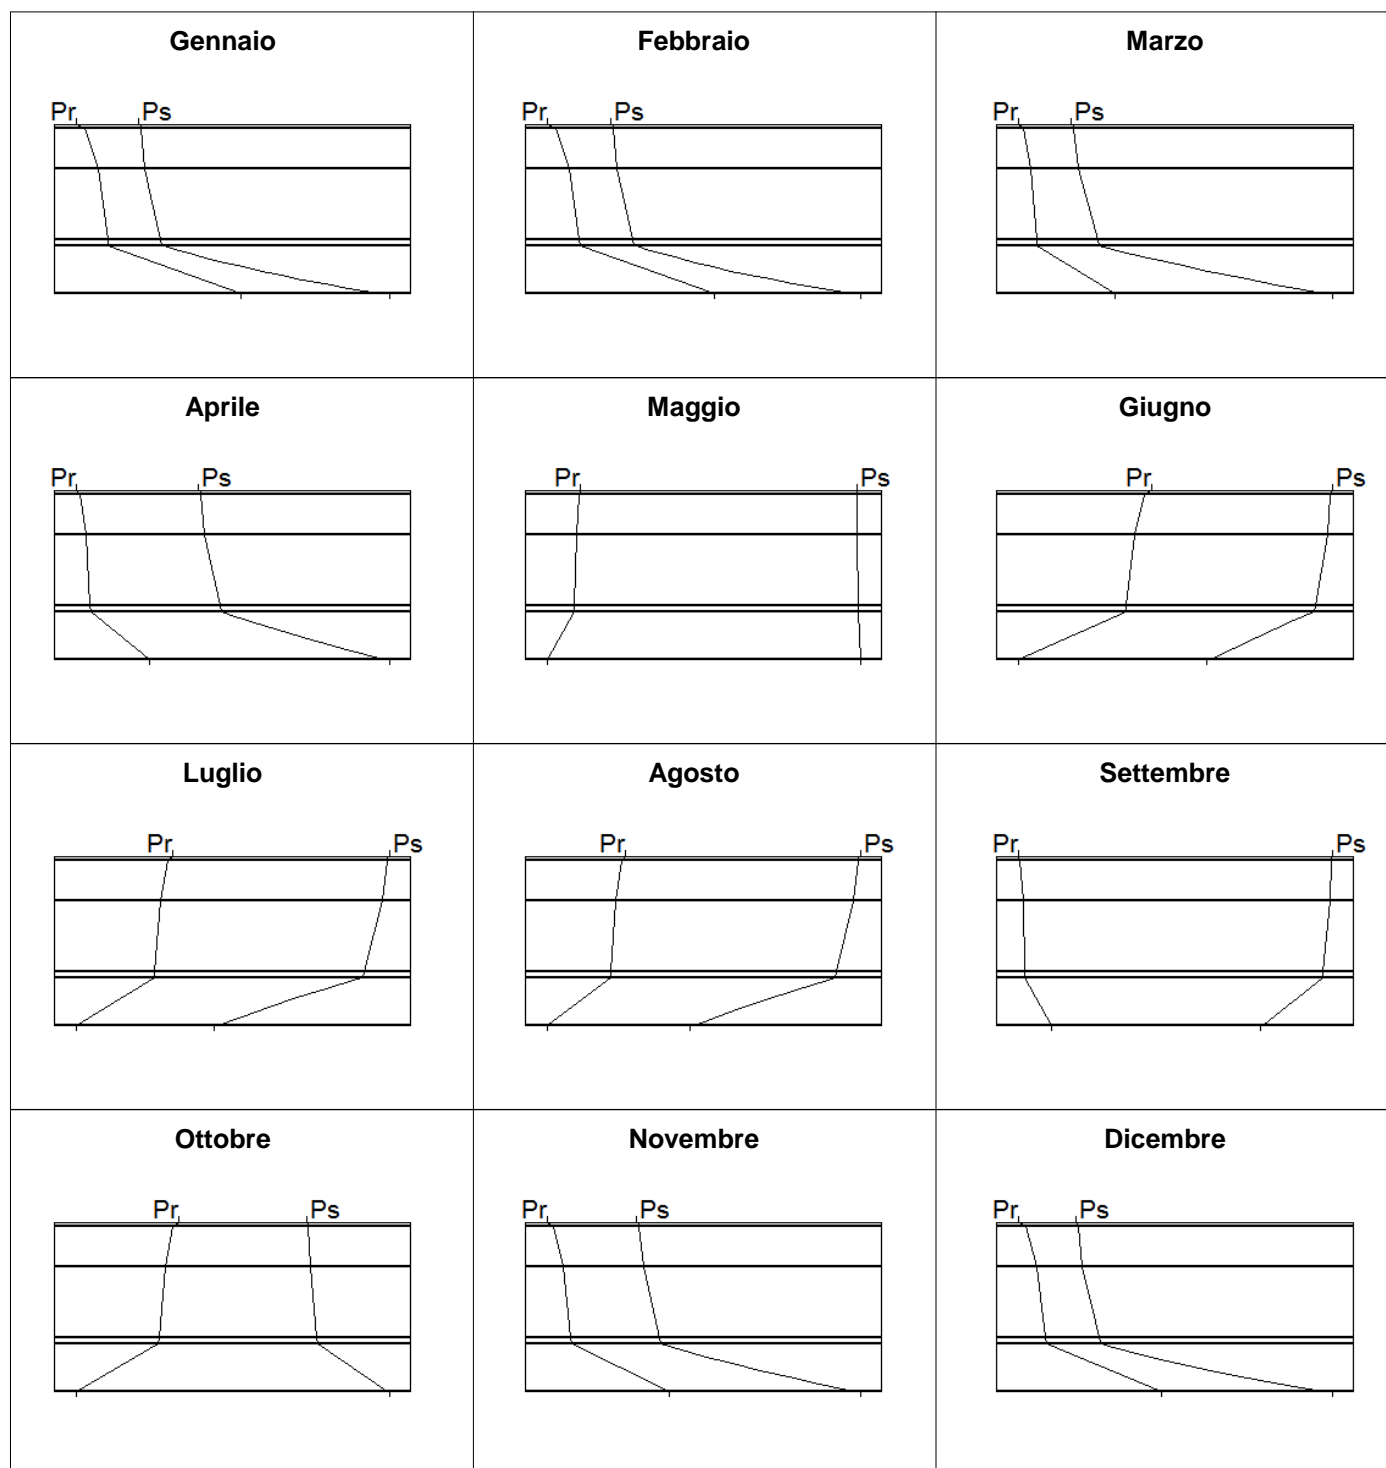 Gennaio Febbraio Marzo
Pr Ps Pr Ps Pr Ps
Aprile Maggio Giugno
Pr Ps Pr Ps Pr Ps
Luglio Agosto Settembre
Pr Ps Pr Ps Pr Ps
Ottobre Novembre Dicembre
Pr Ps Pr Ps Pr Ps